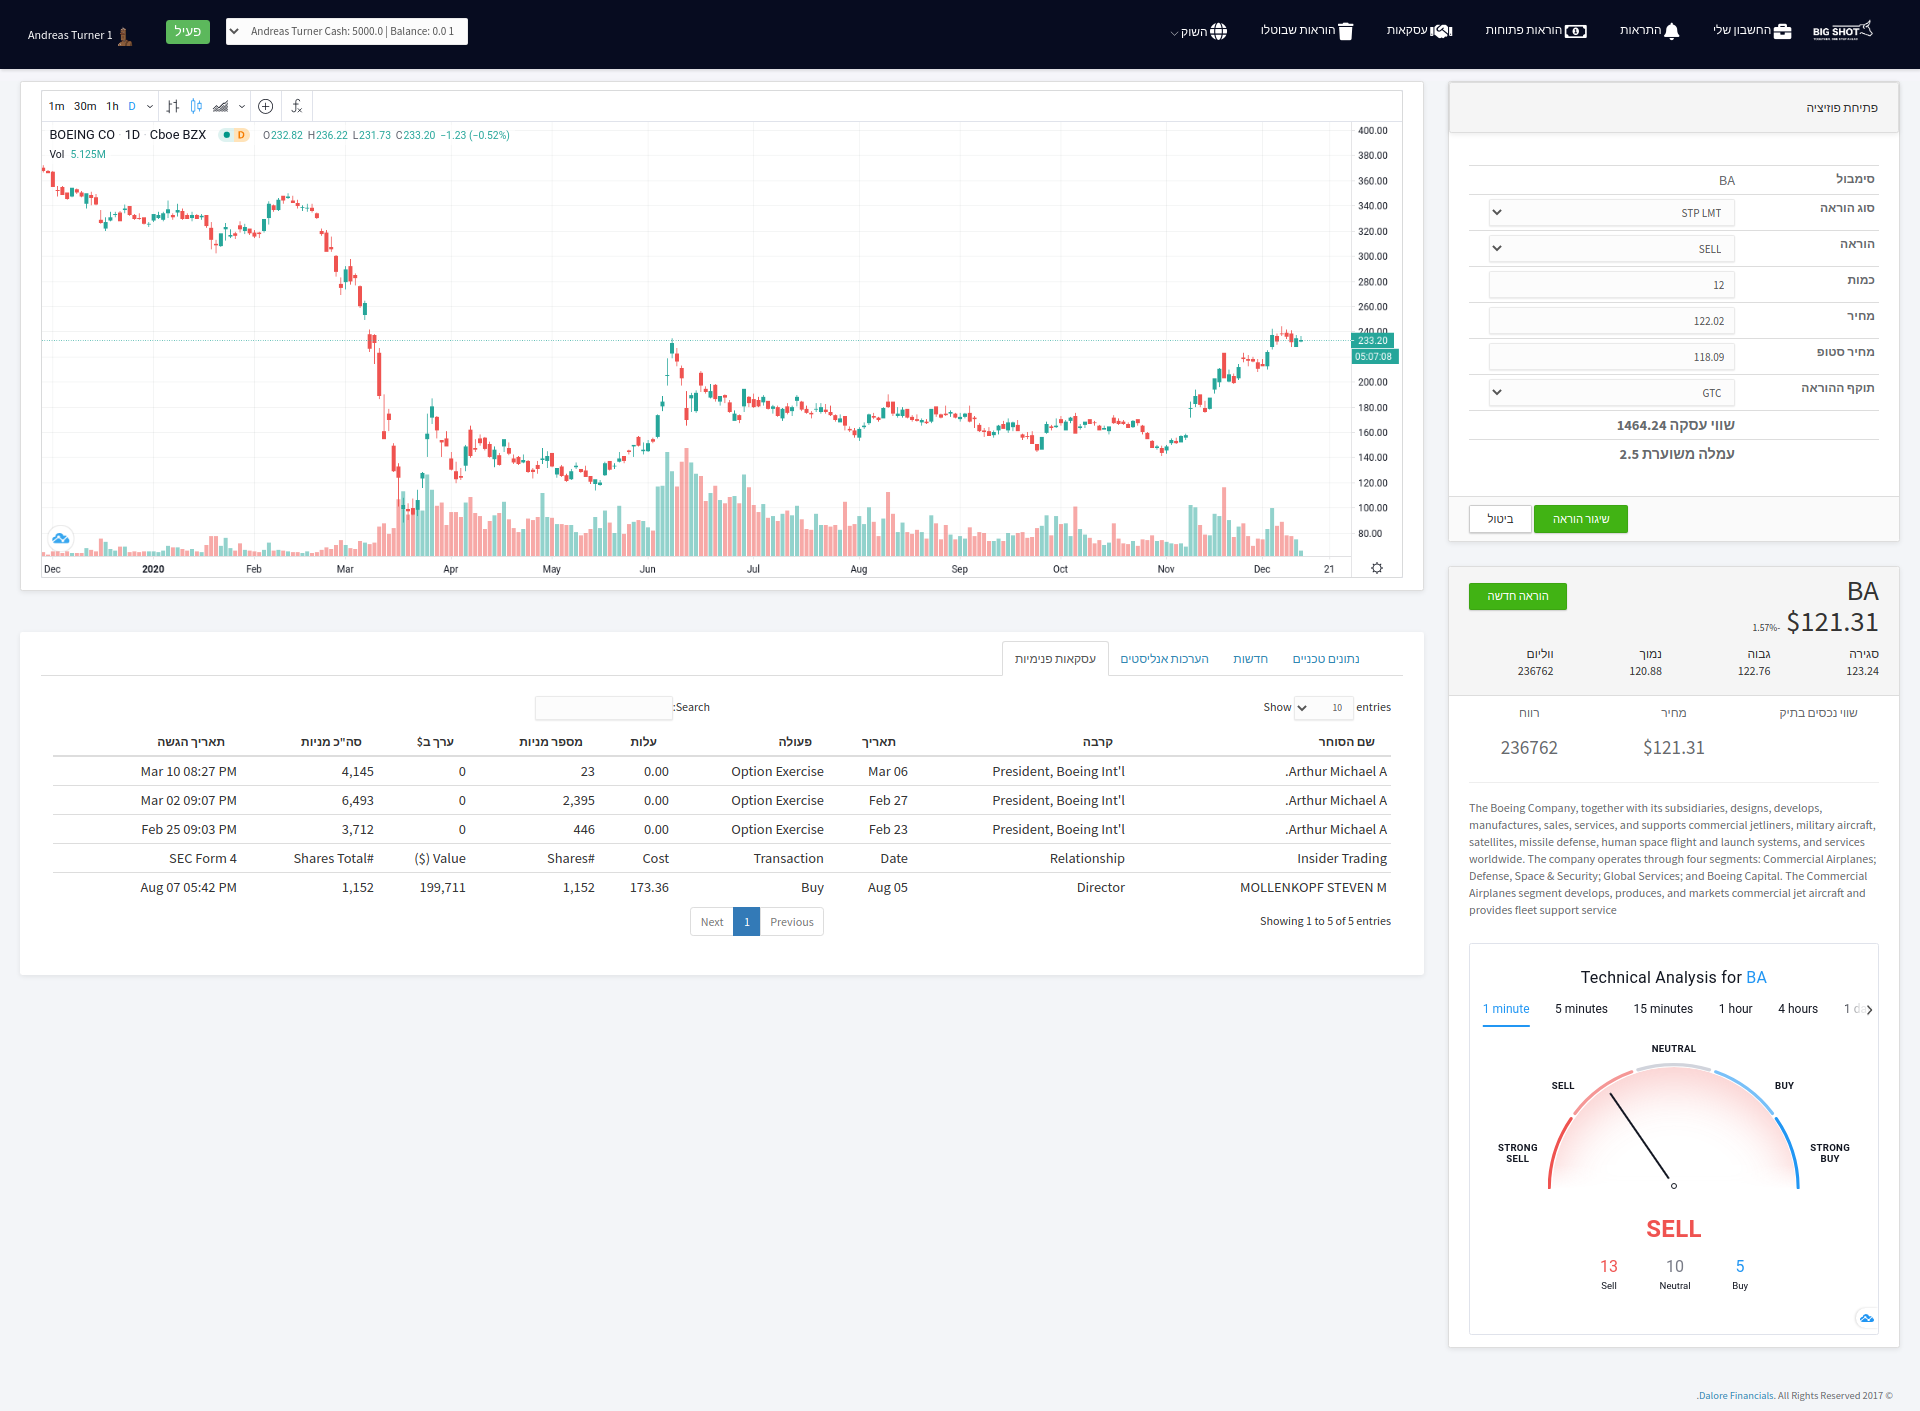 BIG SHOT
החשבון שלי
התראות
הוראות פתוחות
עסקאות
הוראות שבוטלו
השוק
Andreas Turner Cash: 5000.0 | Balance: 0.0 1
פעיל
Andreas Turner 1
1m 30m 1h D
BOEING CO 1D Cboe BZX D O232.82 H236.22 L231.73 C233.20 −1.23 (−0.52%)
Vol 5.125M
400.00
380.00
360.00
340.00
320.00
300.00
280.00
260.00
240.00
233.20
05:07:08
200.00
180.00
160.00
140.00
120.00
100.00
80.00
Dec 2020 Feb Mar Apr May Jun Jul Aug Sep Oct Nov Dec 21
פתיחת פוזיציה
סימבול BA
סוג הוראה STP LMT
הוראה SELL
כמות 12
מחיר 122.02
מחיר סטופ 118.09
תוקף ההוראה GTC
שווי עסקה 1464.24
עמלה משוערת 2.5
שיגור הוראה ביטול
BA
הוראה חדשה
$121.31 1.57%-
סגירה גבוה נמוך ווליום
123.24 122.76 120.88 236762
שווי נכסים בתיק מחיר רווח
$121.31 236762
The Boeing Company, together with its subsidiaries, designs, develops,
manufactures, sales, services, and supports commercial jetliners, military aircraft,
satellites, missile defense, human space flight and launch systems, and services
worldwide. The company operates through four segments: Commercial Airplanes;
Defense, Space & Security; Global Services; and Boeing Capital. The Commercial
Airplanes segment develops, produces, and markets commercial jet aircraft and
provides fleet support service
Technical Analysis for BA
1 minute 5 minutes 15 minutes 1 hour 4 hours 1 da
NEUTRAL
SELL BUY
STRONG SELL
STRONG BUY
SELL
13 10 5
Sell Neutral Buy
נתונים טכניים חדשות הערכות אנליסטים עסקאות פנימיות
Show 10 entries
:Search
שם הסוחר קרבה תאריך פעולה עלות מספר מניות ערך ב$ סה"כ מניות תאריך הגשה
.Arthur Michael A President, Boeing Int'l Mar 06 Option Exercise 0.00 23 0 4,145 Mar 10 08:27 PM
.Arthur Michael A President, Boeing Int'l Feb 27 Option Exercise 0.00 2,395 0 6,493 Mar 02 09:07 PM
.Arthur Michael A President, Boeing Int'l Feb 23 Option Exercise 0.00 446 0 3,712 Feb 25 09:03 PM
Insider Trading Relationship Date Transaction Cost Shares# ($) Value Shares Total# SEC Form 4
MOLLENKOPF STEVEN M Director Aug 05 Buy 173.36 1,152 199,711 1,152 Aug 07 05:42 PM
Showing 1 to 5 of 5 entries
Next 1 Previous
.Dalore Financials. All Rights Reserved 2017 ©